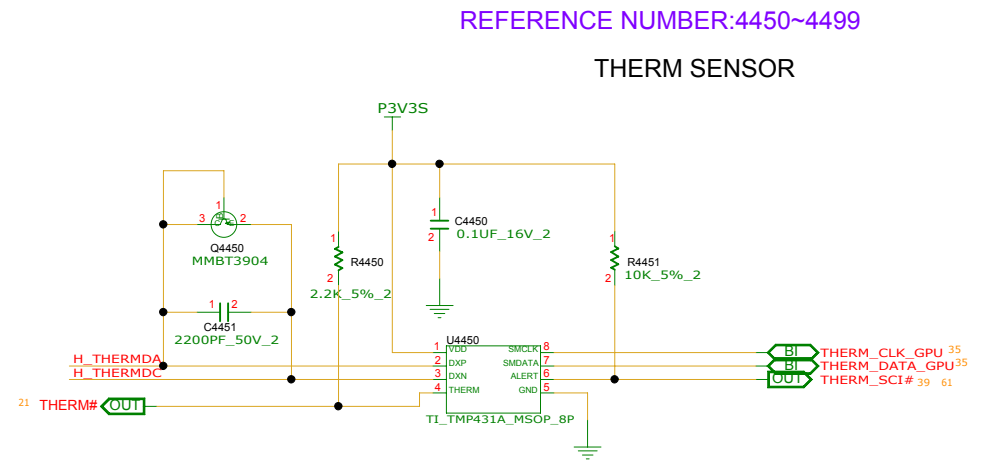 REFERENCE NUMBER:4450~4499
THERM SENSOR
P3V3S
1
3 2
Q4450
MMBT3904
1 2
C4451
2200PF_50V_2
1
R4450
2
2.2K_5%_2
1
C4450
2
0.1UF_16V_2
1
R4451
2
10K_5%_2
H_THERMDA
H_THERMDC
21 THERM# OUT
U4450
1 VDD SMCLK 8
2 DXP SMDATA 7
3 DXN ALERT 6
4 THERM GND 5
TI_TMP431A_MSOP_8P
BI THERM_CLK_GPU 35
BI THERM_DATA_GPU 35
OUT THERM_SCI# 39 61